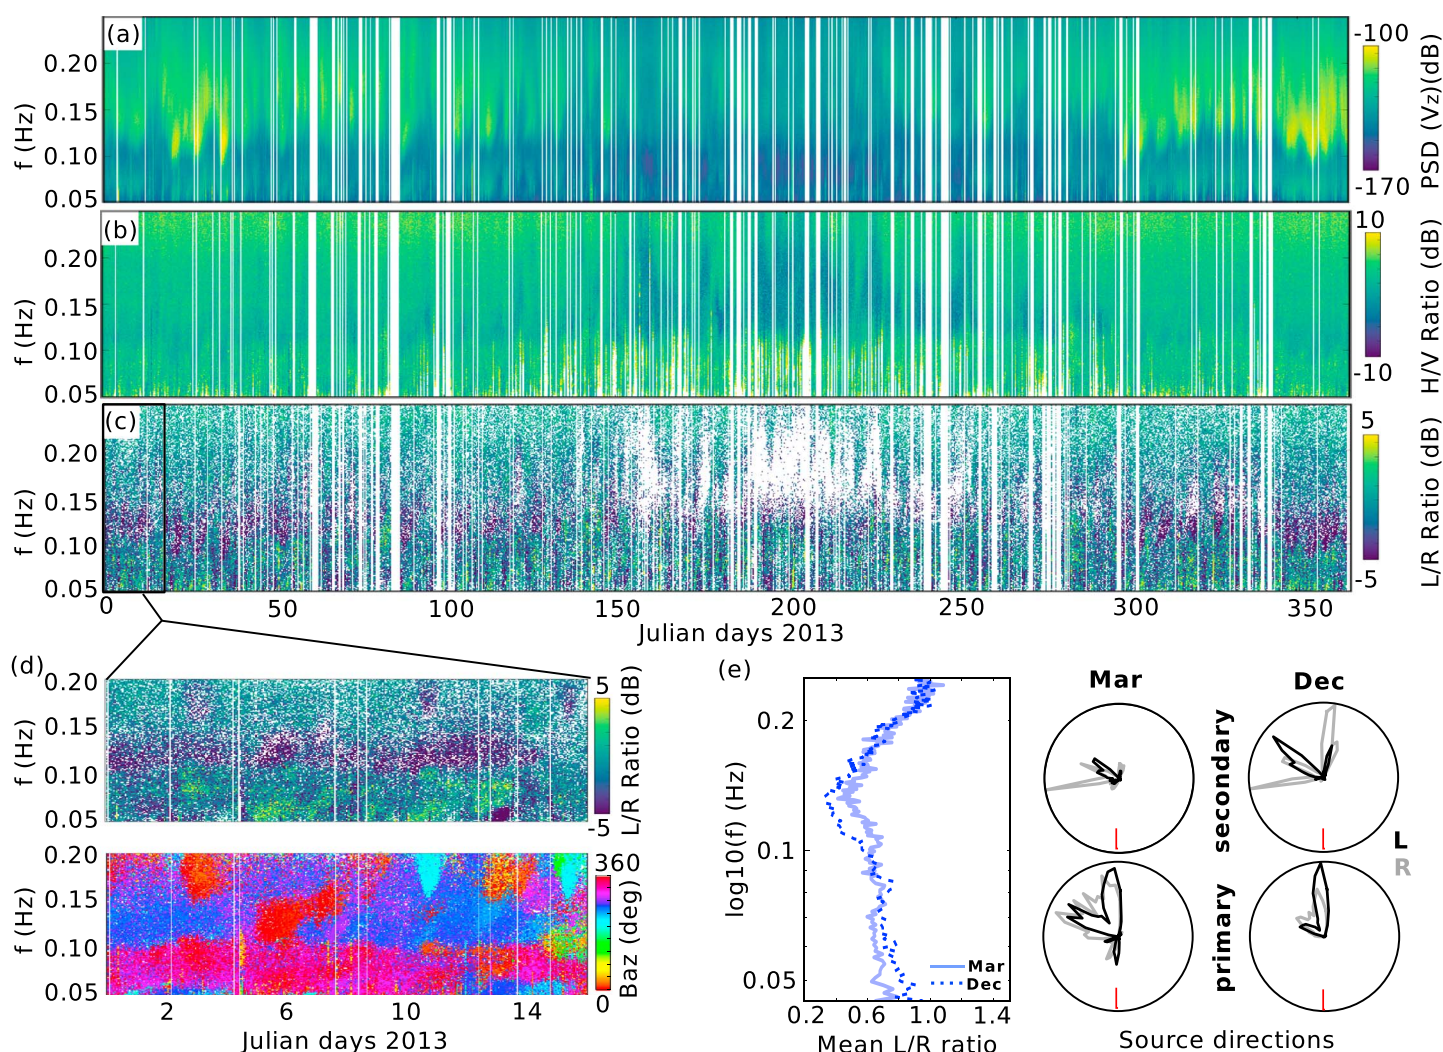 (a)
0.20
0.15
0.10
0.05
f (Hz)
-100
-170
PSD (Vz)(dB)
(b)
0.20
0.15
0.10
0.05
f (Hz)
10
-10
H/V Ratio (dB)
(c)
0.20
0.15
0.10
0.05
f (Hz)
5
-5
L/R Ratio (dB)
0 50 100 150 200 250 300 350
Julian days 2013
(d)
0.20
0.15
0.10
0.05
f (Hz)
5
-5
L/R Ratio (dB)
0.20
0.15
0.10
0.05
f (Hz)
360
0
Baz (deg)
2 6 10 14
Julian days 2013
(e)
0.2
0.1
0.05
log10(f) (Hz)
Mar
Dec
0.2 0.6 1.0 1.4
Mean L/R ratio
Mar Dec
secondary
L
R
primary
Source directions